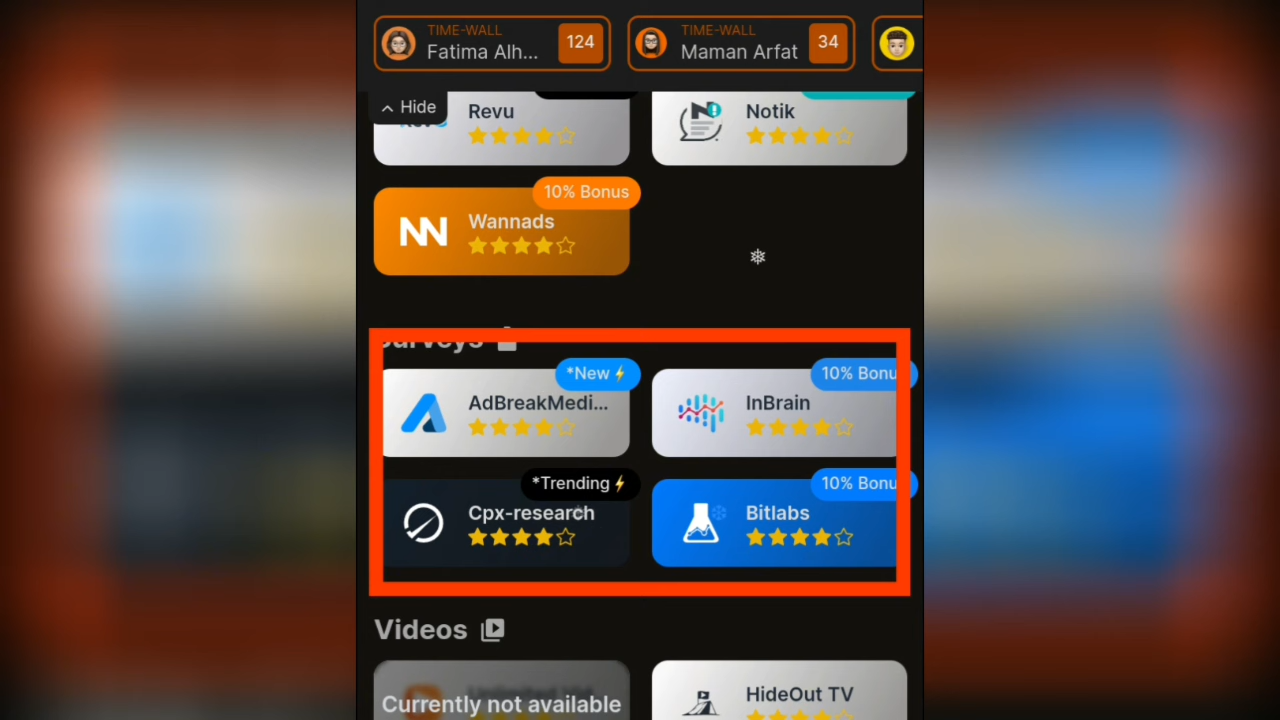 TIME-WALL
Fatima Alh...
124
TIME-WALL
Maman Arfat
34
Hide
Revu
Notik
10% Bonus
Wannads
Surveys
*New
AdBreakMedi...
10% Bonu
InBrain
*Trending
Cpx-research
10% Bonu
Bitlabs
Videos
Currently not available
HideOut TV